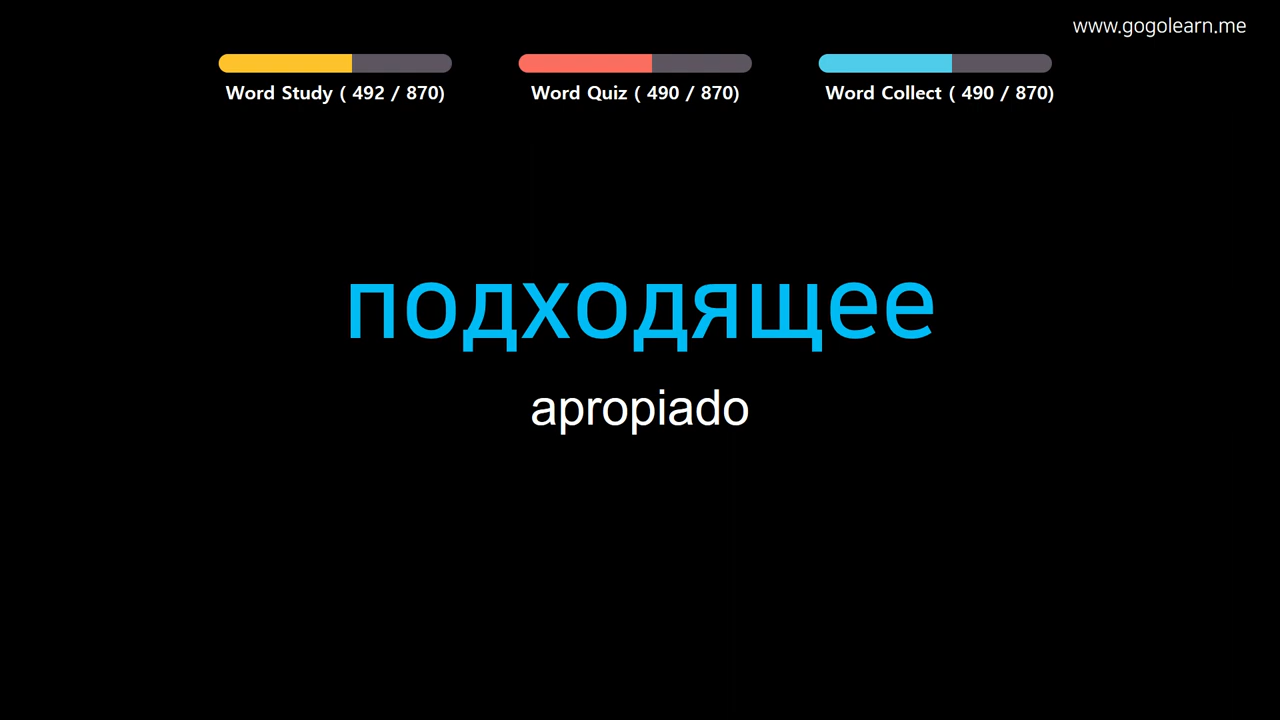 www.gogolearn.me
Word Study ( 492 / 870)
Word Quiz ( 490 / 870)
Word Collect ( 490 / 870)
подходящее
apropiado